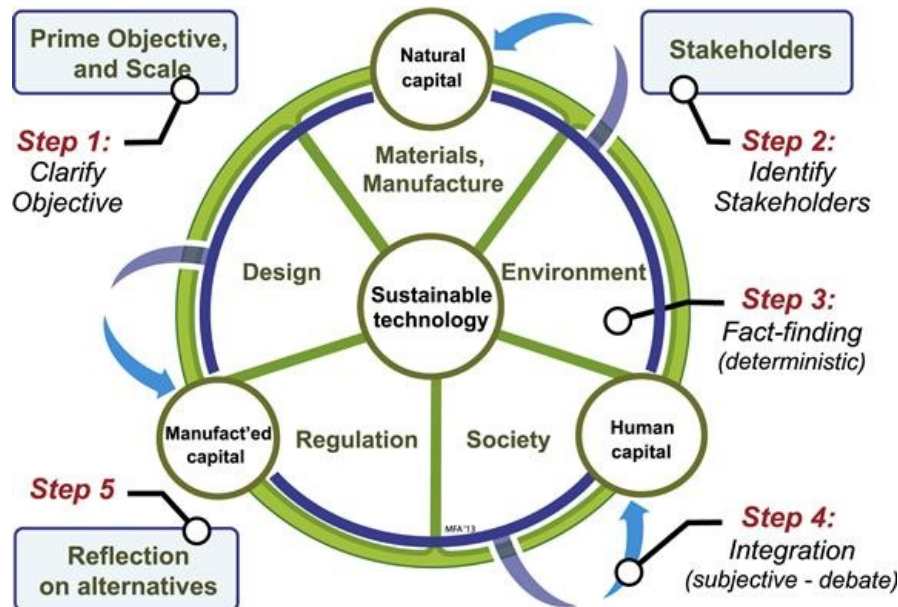 Prime Objective,
and Scale
Step 1:
Clarify
Objective
Natural
capital
Stakeholders
Step 2:
Identify
Stakeholders
Materials,
Manufacture
Design
Environment
Sustainable
technology
Step 3:
Fact-finding
(deterministic)
Manufact'ed
capital
Regulation
Society
Human
capital
Step 5
Reflection
on alternatives
MFA'13
Step 4:
Integration
(subjective - debate)